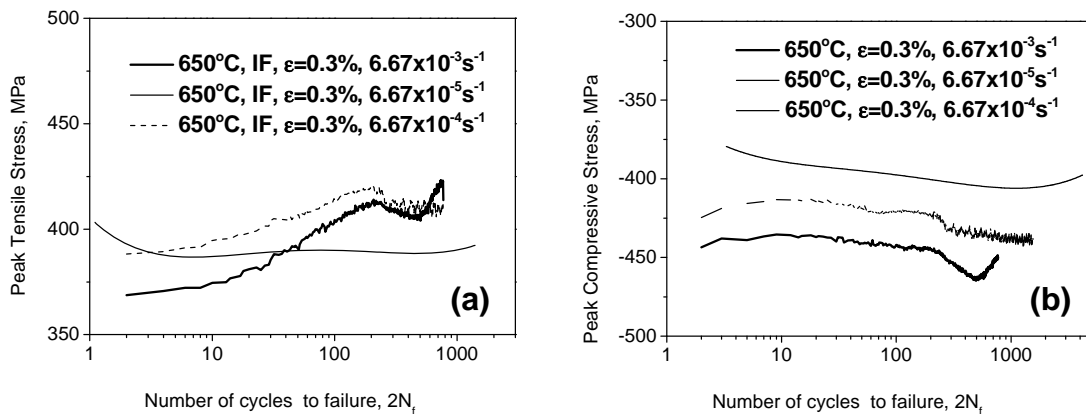 500
450
400
350
Peak Tensile Stress, MPa
650°C, IF, ε=0.3%, 6.67x10⁻³s⁻¹
650°C, IF, ε=0.3%, 6.67x10⁻⁵s⁻¹
650°C, IF, ε=0.3%, 6.67x10⁻⁴s⁻¹
(a)
1 10 100 1000
Number of cycles to failure, 2Nf
-300
-350
-400
-450
-500
Peak Compressive Stress, MPa
650°C, ε=0.3%, 6.67x10⁻³s⁻¹
650°C, ε=0.3%, 6.67x10⁻⁵s⁻¹
650°C, ε=0.3%, 6.67x10⁻⁴s⁻¹
(b)
1 10 100 1000
Number of cycles to failure, 2Nf